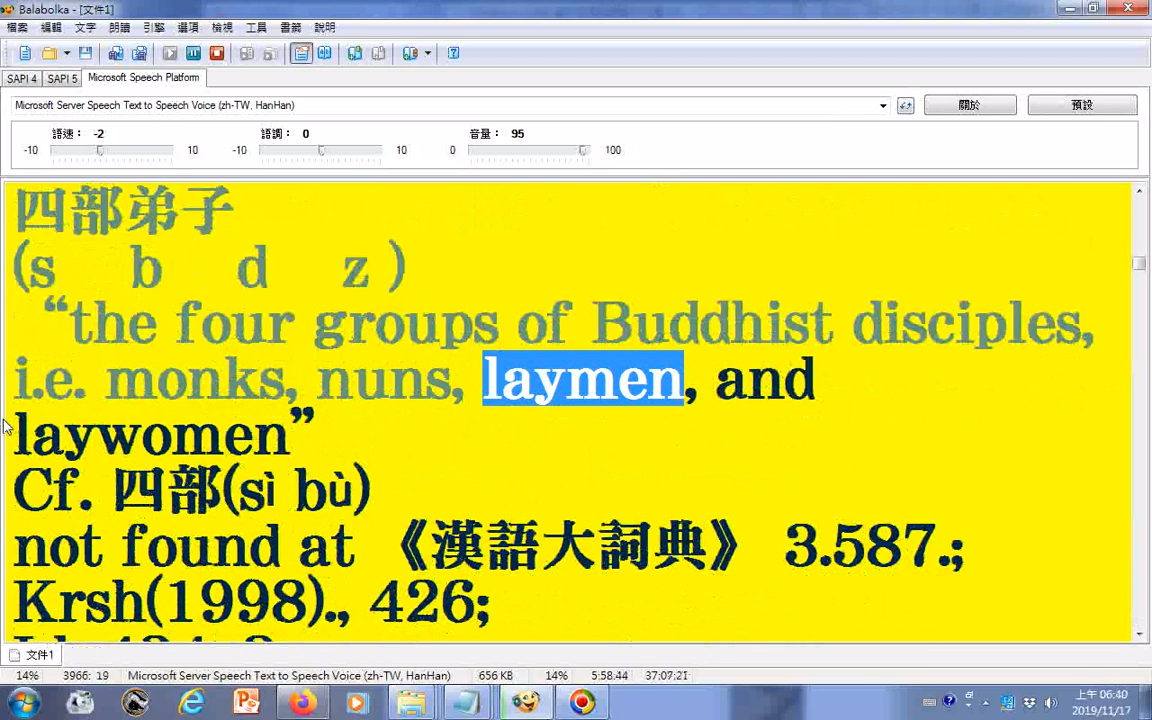 Balabolka - [文件1]
檔案 編輯 文字 朗讀 引擎 選項 檢視 工具 書籤 說明
SAPI 4 SAPI 5 Microsoft Speech Platform
Microsoft Server Speech Text to Speech Voice (zh-TW, HanHan) 關於 預設
語速： -2 語調： 0 音量： 95
-10 10 -10 10 0 100
四部弟子
(s b d z )
“the four groups of Buddhist disciples,
i.e. monks, nuns, laymen, and
laywomen”
Cf. 四部(sì bù)
not found at 《漢語大詞典》 3.587.;
Krsh(1998)., 426;
文件1
14% 3966: 19 Microsoft Server Speech Text to Speech Voice (zh-TW, HanHan) 656 KB 14% 5:58:44 37:07:21
上午 06:40
2019/11/17